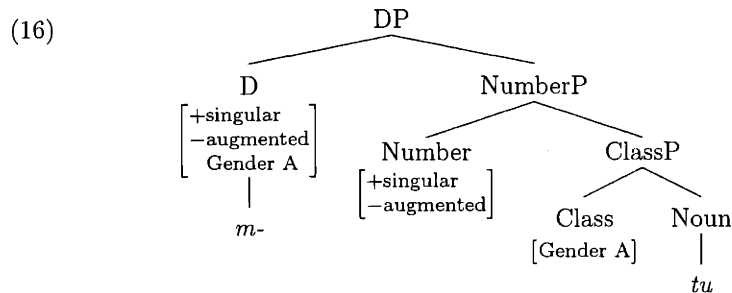 (16)
DP
D NumberP
[+singular
−augmented
Gender A]
Number ClassP
[+singular
−augmented]
m-
Class Noun
[Gender A]
tu